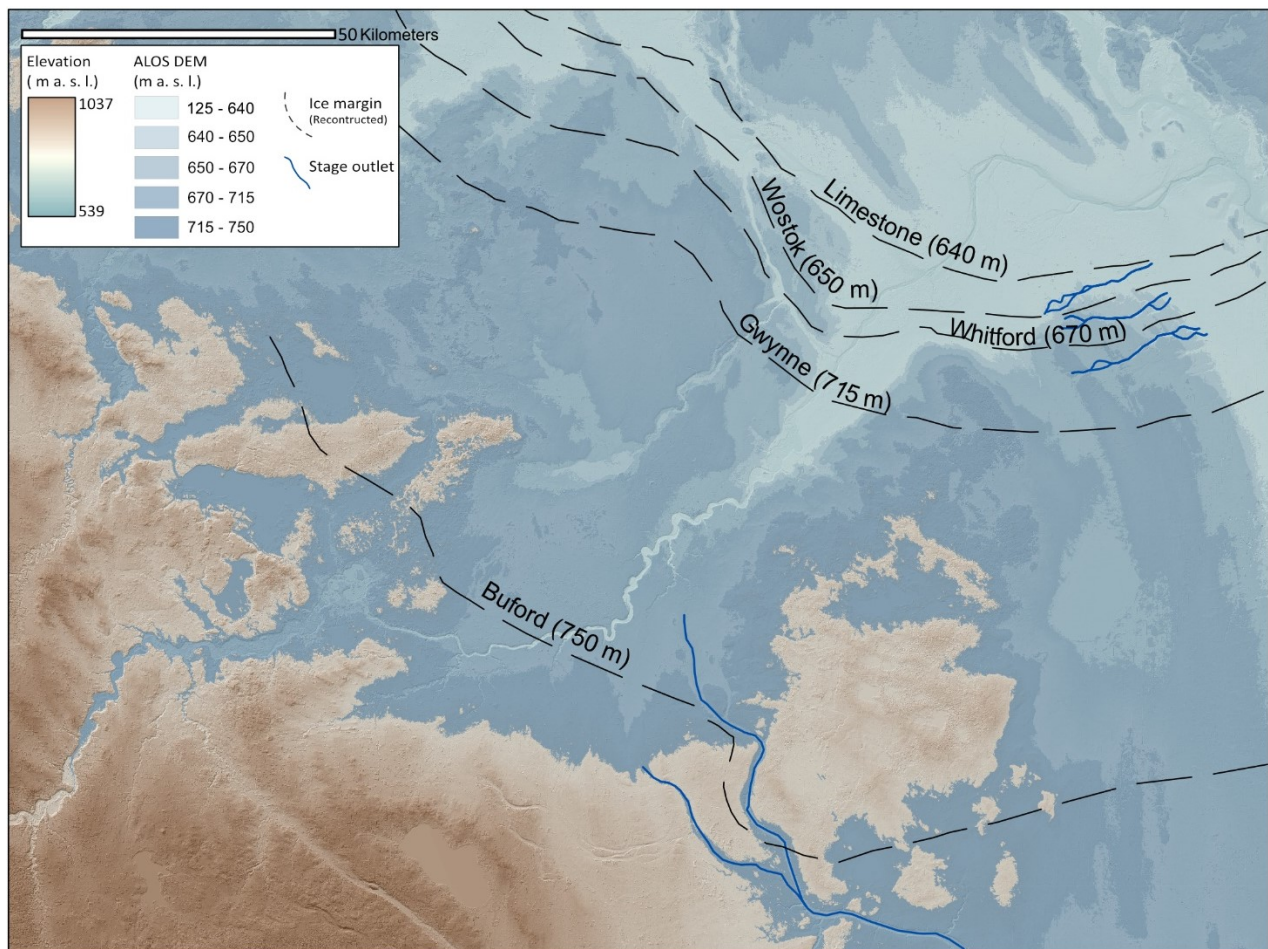 50 Kilometers
Elevation
( m a. s. l.)
1037
539
ALOS DEM
(m a. s. l.)
125 - 640
640 - 650
650 - 670
670 - 715
715 - 750
Ice margin
(Recontructed)
Stage outlet
Limestone (640 m)
Wostok (650 m)
Whitford (670 m)
Gwynne (715 m)
Buford (750 m)